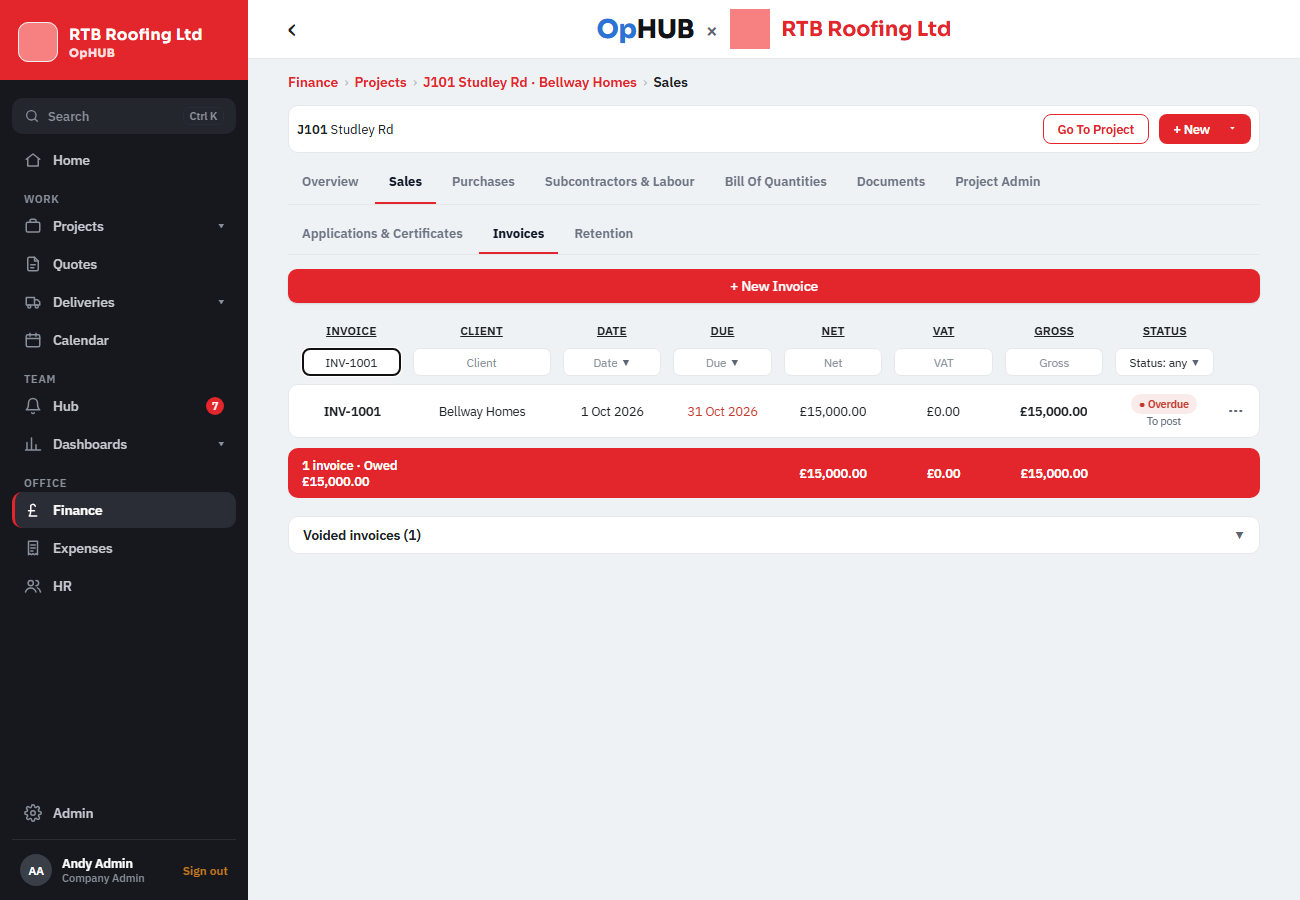 RTB Roofing Ltd
OpHUB
Search
Ctrl K
Home
WORK
Projects
Quotes
Deliveries
Calendar
TEAM
Hub
7
Dashboards
OFFICE
Finance
Expenses
HR
Admin
AA
Andy Admin
Company Admin
Sign out
OpHUB × RTB Roofing Ltd
Finance › Projects › J101 Studley Rd · Bellway Homes › Sales
J101 Studley Rd
Go To Project
+ New
Overview Sales Purchases Subcontractors & Labour Bill Of Quantities Documents Project Admin
Applications & Certificates Invoices Retention
+ New Invoice
INVOICE CLIENT DATE DUE NET VAT GROSS STATUS
INV-1001 Client Date ▼ Due ▼ Net VAT Gross Status: any ▼
INV-1001 Bellway Homes 1 Oct 2026 31 Oct 2026 £15,000.00 £0.00 £15,000.00 Overdue
To post
1 invoice · Owed
£15,000.00
£15,000.00 £0.00 £15,000.00
Voided invoices (1)